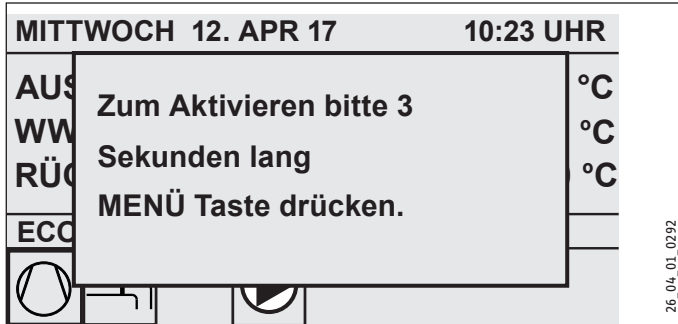 MITTWOCH 12. APR 17 10:23 UHR
AUS °C
WW °C
RÜC °C
Zum Aktivieren bitte 3
Sekunden lang
MENÜ Taste drücken.
ECO
26_04_01_0292